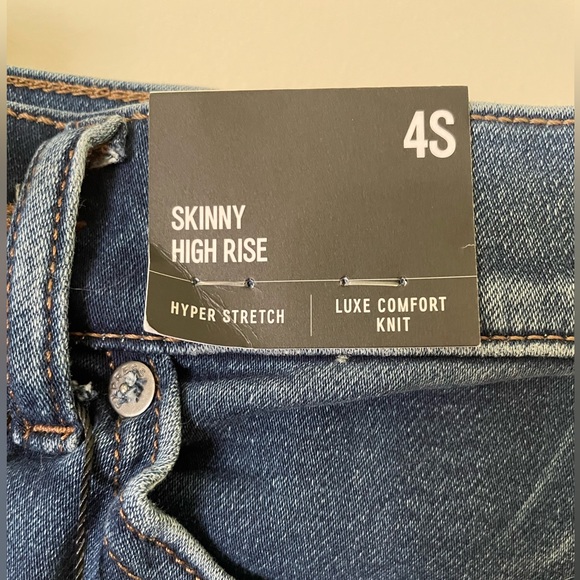 4S
SKINNY
HIGH RISE
HYPER STRETCH
LUXE COMFORT
KNIT